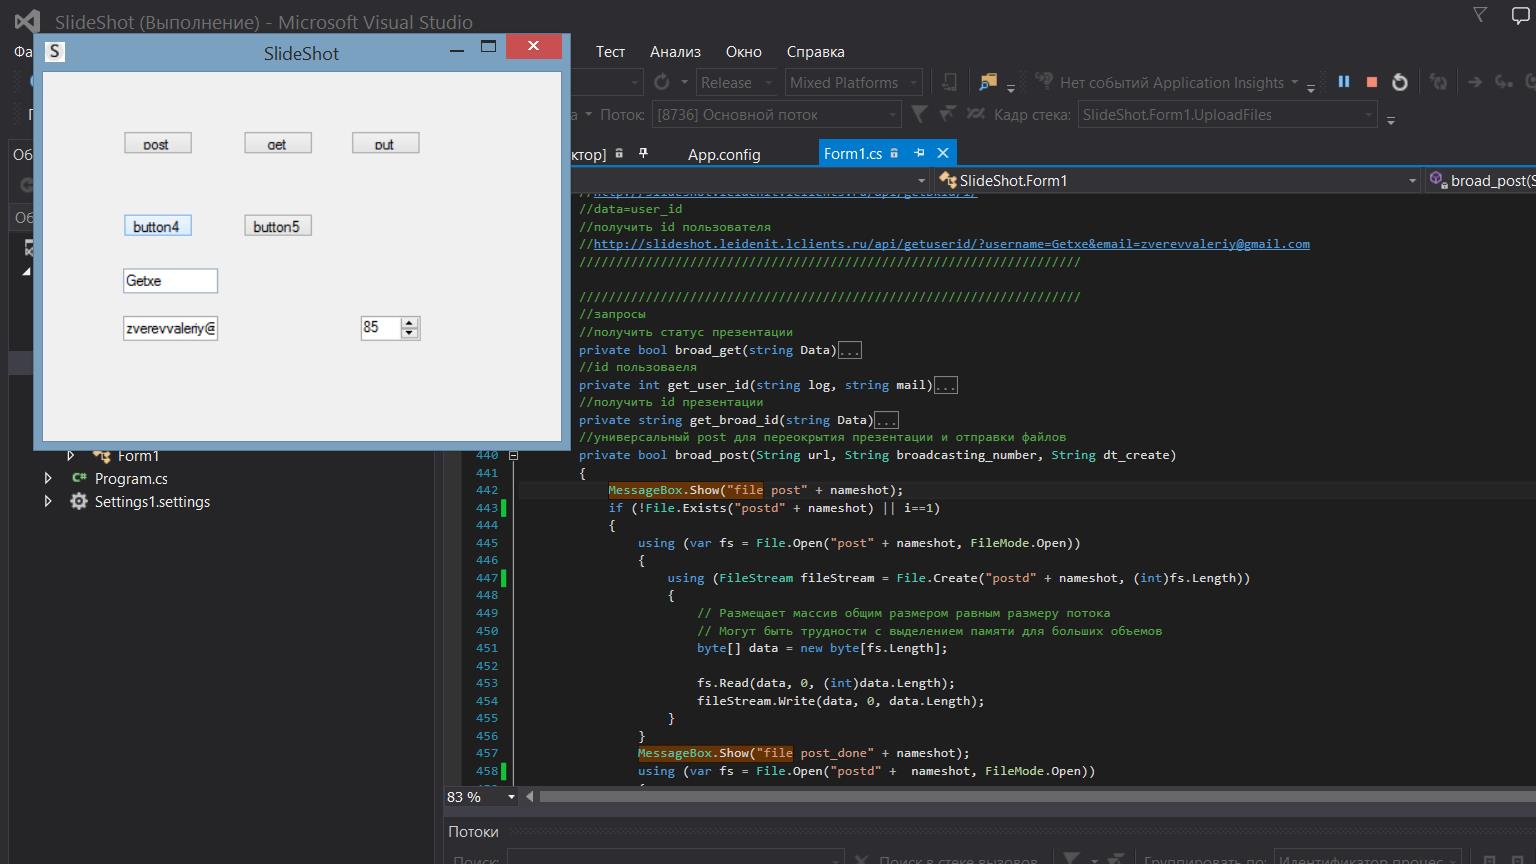 SlideShot (Выполнение) - Microsoft Visual Studio
Тест Анализ Окно Справка
Release Mixed Platforms Нет событий Application Insights
Поток: [8736] Основной поток Кадр стека: SlideShot.Form1.UploadFiles
App.config Form1.cs
SlideShot.Form1
S SlideShot
post get put
button4 button5
Getxe
zverevvaleriy@ 85
Form1
Program.cs
Settings1.settings
//data=user_id
//получить id пользователя
//http://slideshot.leidenit.lclients.ru/api/getuserid/?username=Getxe&email=zverevvaleriy@gmail.com
////////////////////////////////////////////////////////////////////
////////////////////////////////////////////////////////////////////
//запросы
//получить статус презентации
private bool broad_get(string Data)...
//id пользоваеля
private int get_user_id(string log, string mail)...
//получить id презентации
private string get_broad_id(string Data)...
//универсальный post для переокрытия презентации и отправки файлов
440 private bool broad_post(String url, String broadcasting_number, String dt_create)
441 {
442 MessageBox.Show("file post" + nameshot);
443 if (!File.Exists("postd" + nameshot) || i==1)
444 {
445 using (var fs = File.Open("post" + nameshot, FileMode.Open))
446 {
447 using (FileStream fileStream = File.Create("postd" + nameshot, (int)fs.Length))
448 {
449 // Размещает массив общим размером равным размеру потока
450 // Могут быть трудности с выделением памяти для больших объемов
451 byte[] data = new byte[fs.Length];
452
453 fs.Read(data, 0, (int)data.Length);
454 fileStream.Write(data, 0, data.Length);
455 }
456 }
457 MessageBox.Show("file post_done" + nameshot);
458 using (var fs = File.Open("postd" +  nameshot, FileMode.Open))
83 %
Потоки
Поиск: Поиск в стеке вызовов Группировать по: Идентификатор процес